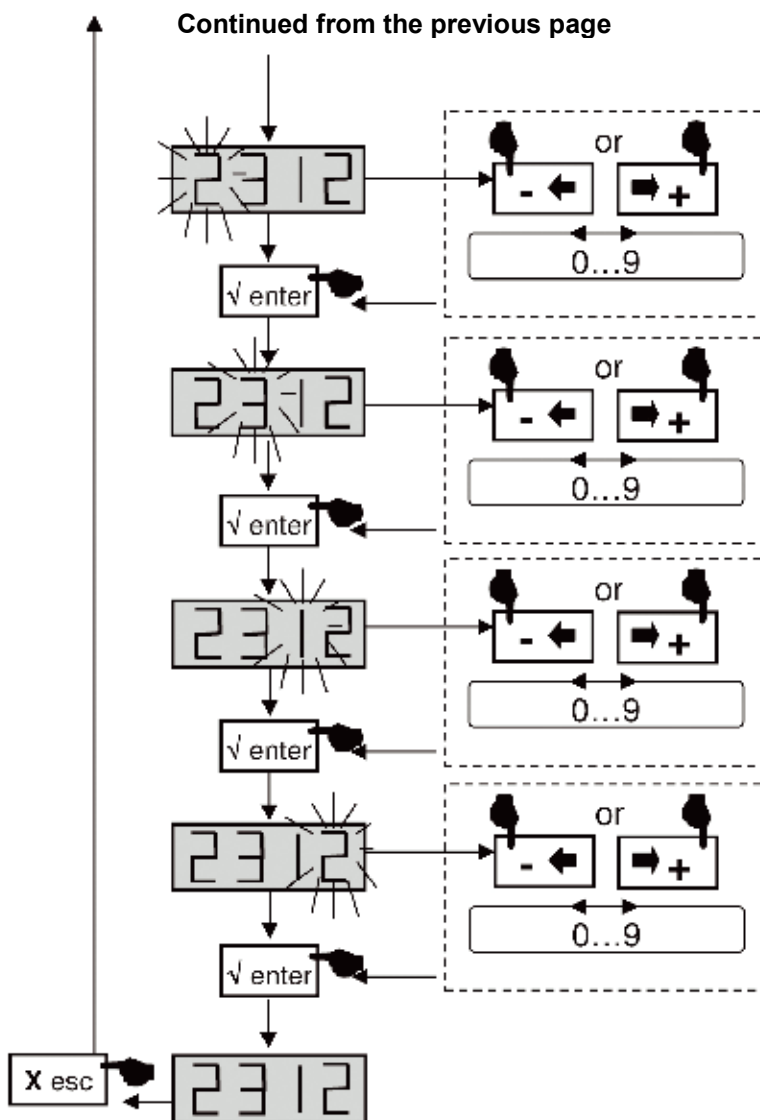 Continued from the previous page
or
2312
- ← → +
0...9
√ enter
or
2312
- ← → +
0...9
√ enter
or
2312
- ← → +
0...9
√ enter
or
2312
- ← → +
0...9
√ enter
X esc
2312